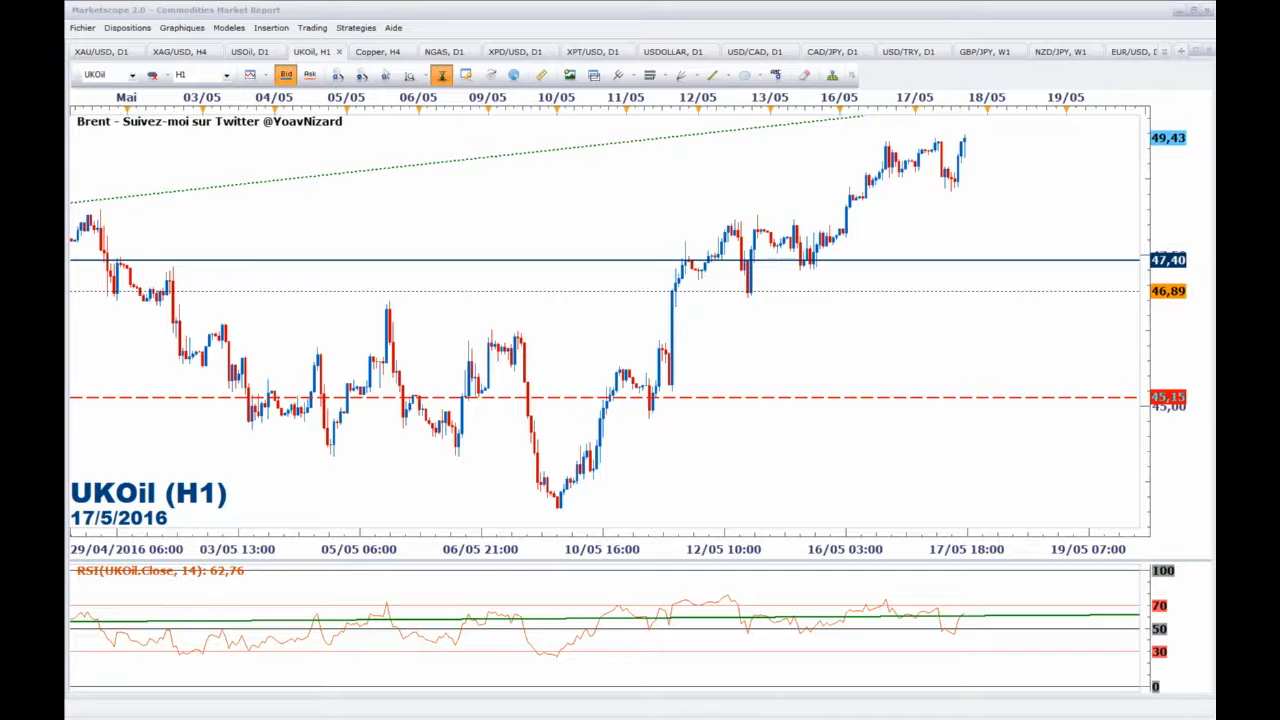 Marketscope 2.0 - Commodities Market Report
Fichier Dispositions Graphiques Modeles Insertion Trading Strategies Aide
XAU/USD, D1 XAG/USD, H4 USOil, D1 UKOil, H1 Copper, H4 NGAS, D1 XPD/USD, D1 XPT/USD, D1 USDOLLAR, D1 USD/CAD, D1 CAD/JPY, D1 USD/TRY, D1 GBP/JPY, W1 NZD/JPY, W1 EUR/USD, D
UKOil H1 Bid Ask
Mai 03/05 04/05 05/05 06/05 09/05 10/05 11/05 12/05 13/05 16/05 17/05 18/05 19/05
Brent - Suivez-moi sur Twitter @YoavNizard
49,43
47,40
46,89
45,15
45,00
UKOil (H1)
17/5/2016
29/04/2016 06:00 03/05 13:00 05/05 06:00 06/05 21:00 10/05 16:00 12/05 10:00 16/05 03:00 17/05 18:00 19/05 07:00
RSI(UKOil.Close, 14): 62,76
100
70
50
30
0